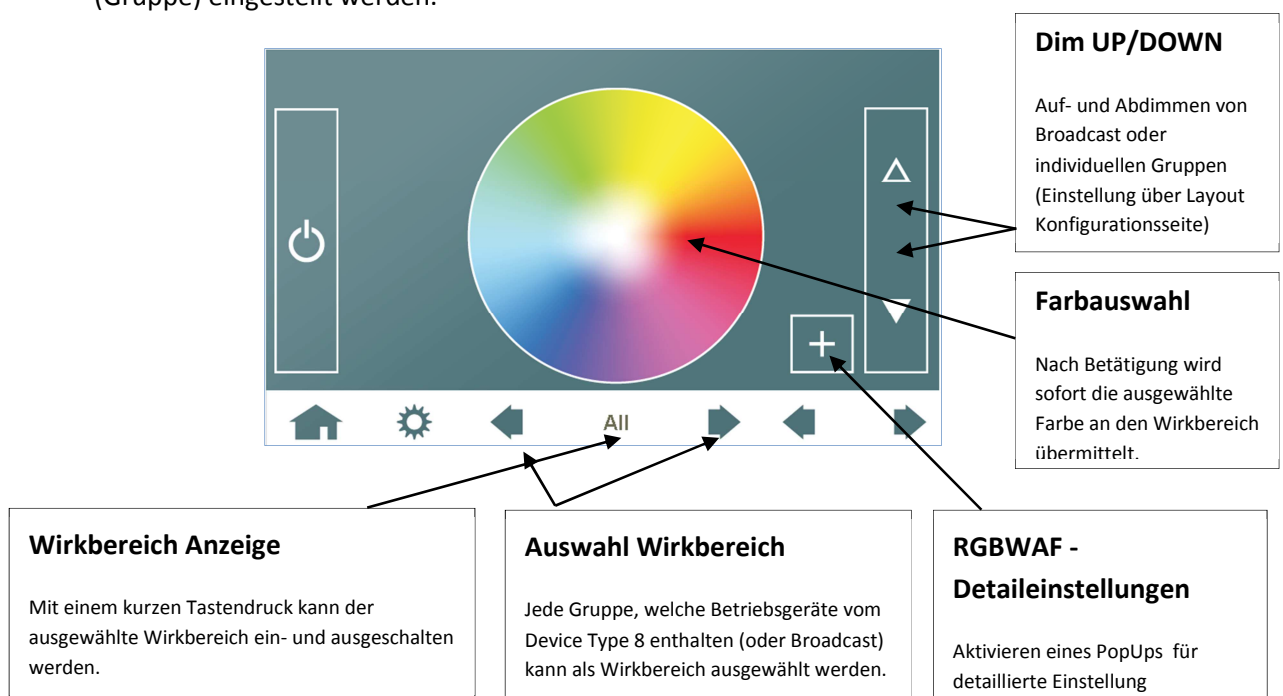 (Gruppe) eingestellt werden.
Dim UP/DOWN
Auf- und Abdimmen von
Broadcast oder
individuellen Gruppen
(Einstellung über Layout
Konfigurationsseite)
Farbauswahl
Nach Betätigung wird
sofort die ausgewählte
Farbe an den Wirkbereich
übermittelt.
All
Wirkbereich Anzeige
Mit einem kurzen Tastendruck kann der
ausgewählte Wirkbereich ein- und ausgeschalten
werden.
Auswahl Wirkbereich
Jede Gruppe, welche Betriebsgeräte vom
Device Type 8 enthalten (oder Broadcast)
kann als Wirkbereich ausgewählt werden.
RGBWAF -
Detaileinstellungen
Aktivieren eines PopUps für
detaillierte Einstellung